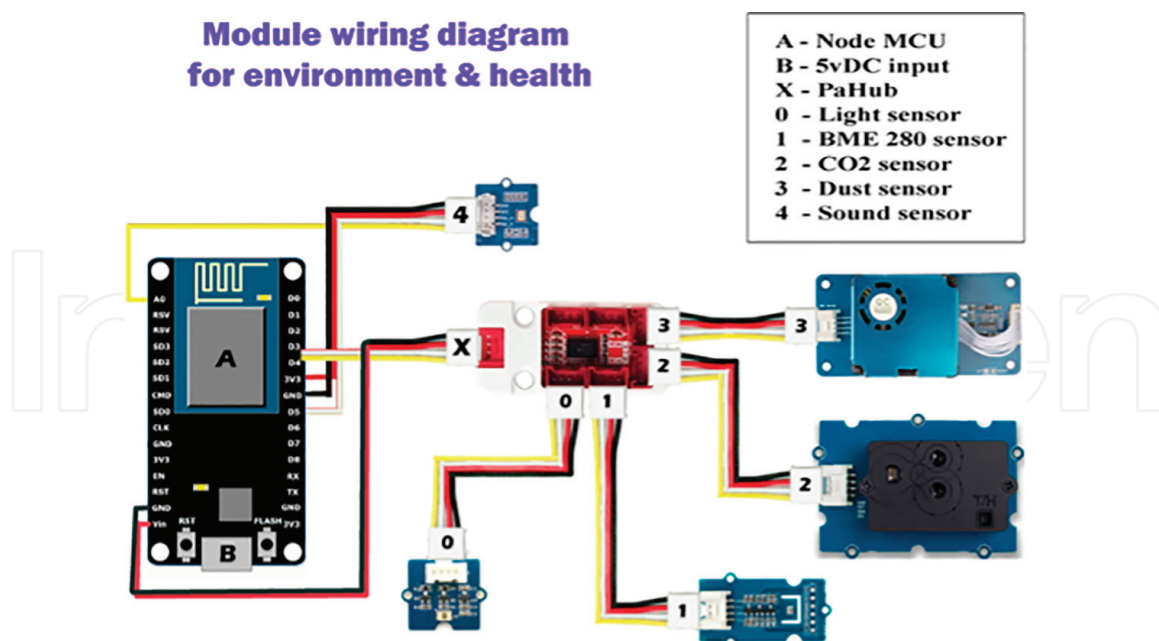 Module wiring diagram
for environment & health
A - Node MCU
B - 5vDC input
X - PaHub
0 - Light sensor
1 - BME 280 sensor
2 - CO2 sensor
3 - Dust sensor
4 - Sound sensor
4
A0
RSV
RSV
SD3
SD2
SD1
CMD
SD0
CLK
GND
3V3
EN
RST
GND
Vin
A
D0
D1
D2
D3
D4
3V3
GND
D5
D6
D7
D8
RX
TX
GND
3V3
RST
FLASH
B
X
3
2
0
1
3
QC
2
T/H
0
1